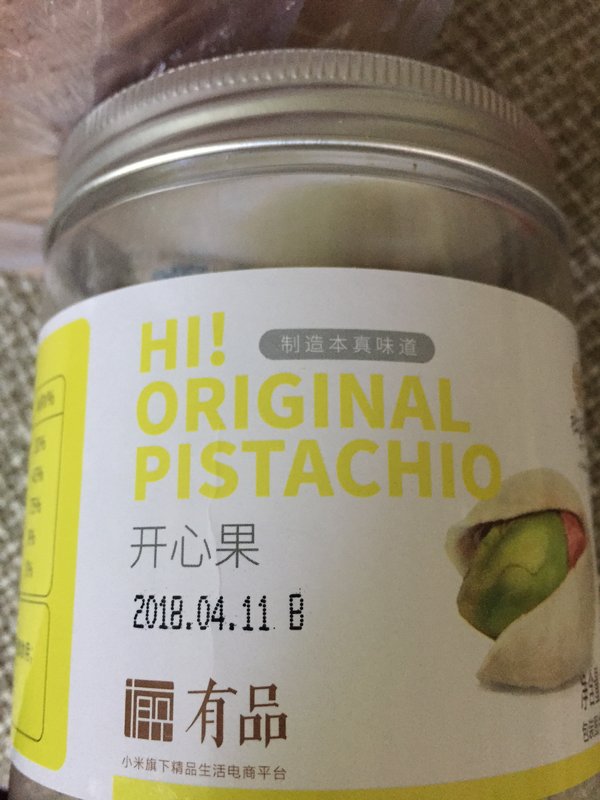 HI!
制造本真味道
ORIGINAL
PISTACHIO
开心果
2018.04.11 B
有品
小米旗下精品生活电商平台